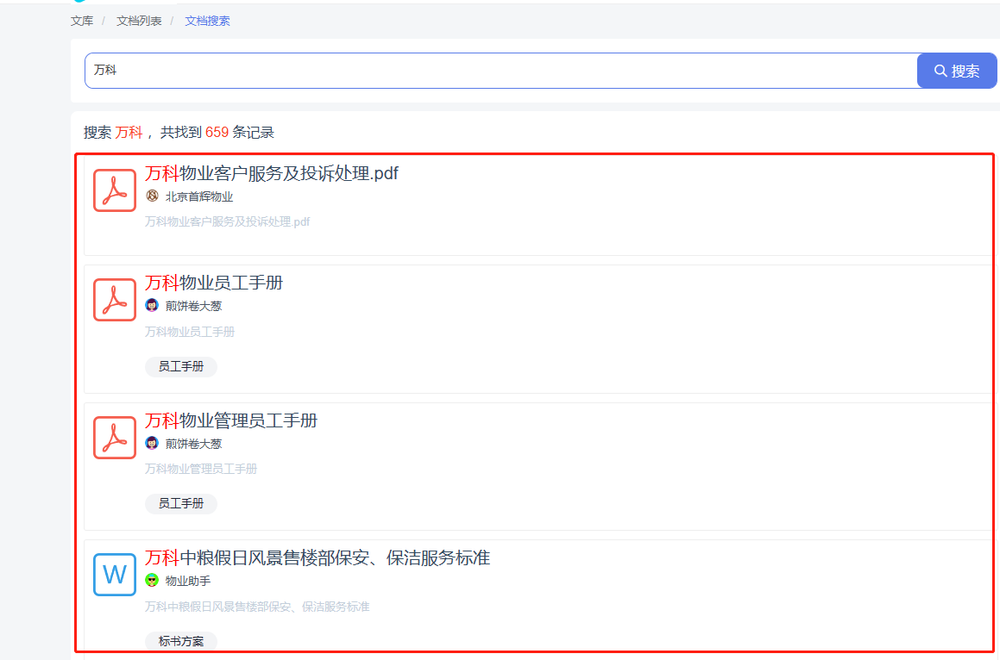 文库 / 文档列表 / 文档搜索
万科
搜索
搜索 万科 ，共找到 659 条记录
万科物业客户服务及投诉处理.pdf
北京首辉物业
万科物业客户服务及投诉处理.pdf
万科物业员工手册
煎饼卷大葱
万科物业员工手册
员工手册
万科物业管理员工手册
煎饼卷大葱
万科物业管理员工手册
员工手册
W
万科中粮假日风景售楼部保安、保洁服务标准
物业助手
万科中粮假日风景售楼部保安、保洁服务标准
标书方案